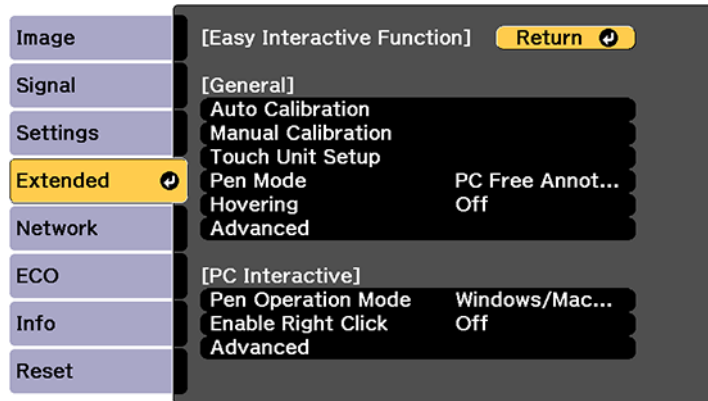 Image
Signal
Settings
Extended
Network
ECO
Info
Reset
[Easy Interactive Function] Return
[General]
Auto Calibration
Manual Calibration
Touch Unit Setup
Pen Mode PC Free Annot...
Hovering Off
Advanced
[PC Interactive]
Pen Operation Mode Windows/Mac...
Enable Right Click Off
Advanced